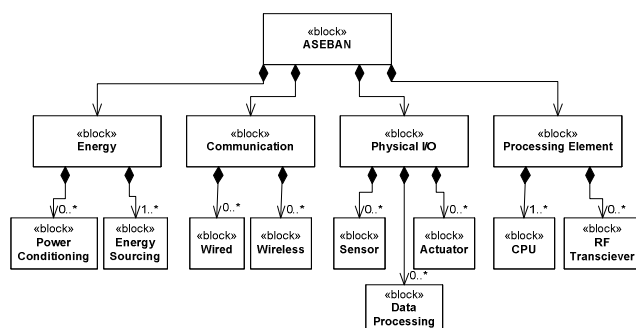 «block»
ASEBAN
«block»
Energy
«block»
Communication
«block»
Physical I/O
«block»
Processing Element
0..*
1..*
0..*
0..*
0..*
0..*
1..*
0..*
«block»
Power
Conditioning
«block»
Energy
Sourcing
«block»
Wired
«block»
Wireless
«block»
Sensor
«block»
Actuator
«block»
CPU
«block»
RF
Transciever
0..*
«block»
Data
Processing